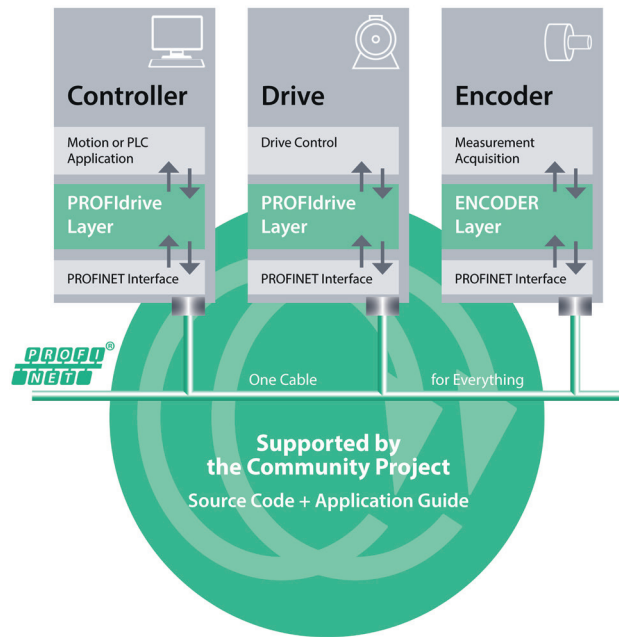 Controller
Motion or PLC
Application
PROFIdrive
Layer
PROFINET Interface
Drive
Drive Control
PROFIdrive
Layer
PROFINET Interface
Encoder
Measurement
Acquisition
ENCODER
Layer
PROFINET Interface
PROFI®
NET
One Cable
for Everything
Supported by
the Community Project
Source Code + Application Guide